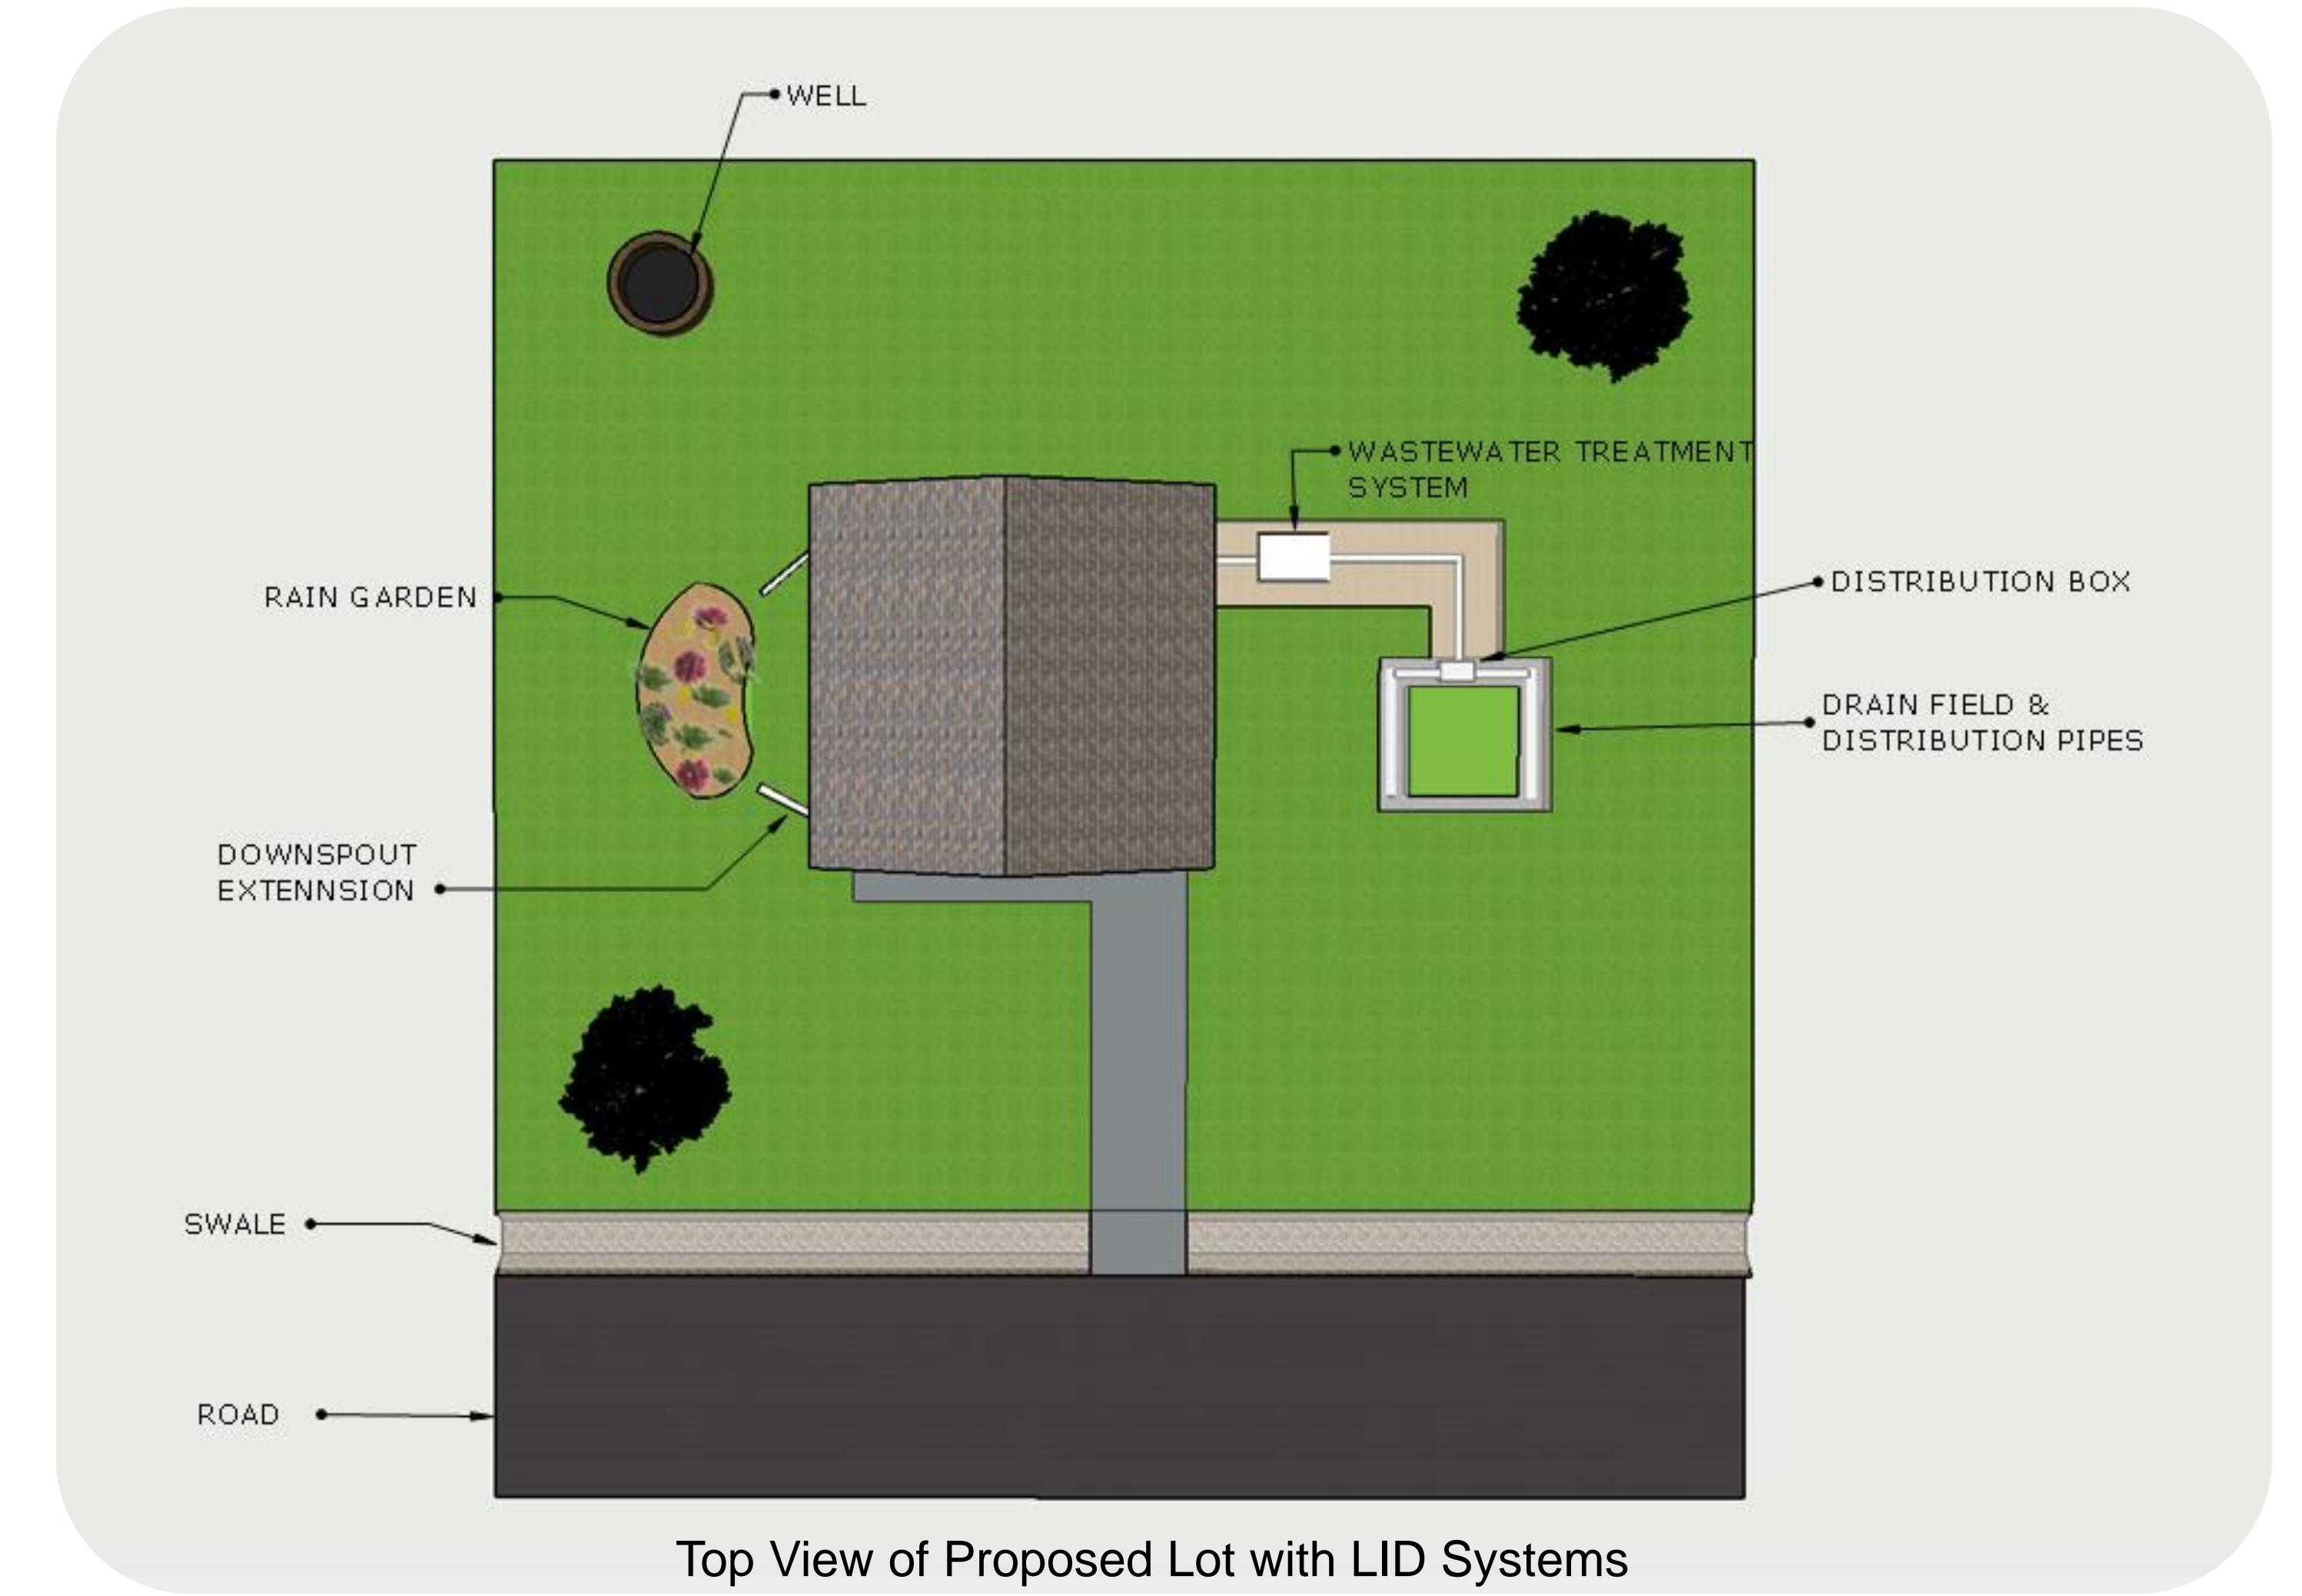 WELL
WASTEWATER TREATMENT
SYSTEM
RAIN GARDEN
DISTRIBUTION BOX
DRAIN FIELD &
DISTRIBUTION PIPES
DOWNSPOUT
EXTENNSION
SWALE
ROAD
Top View of Proposed Lot with LID Systems